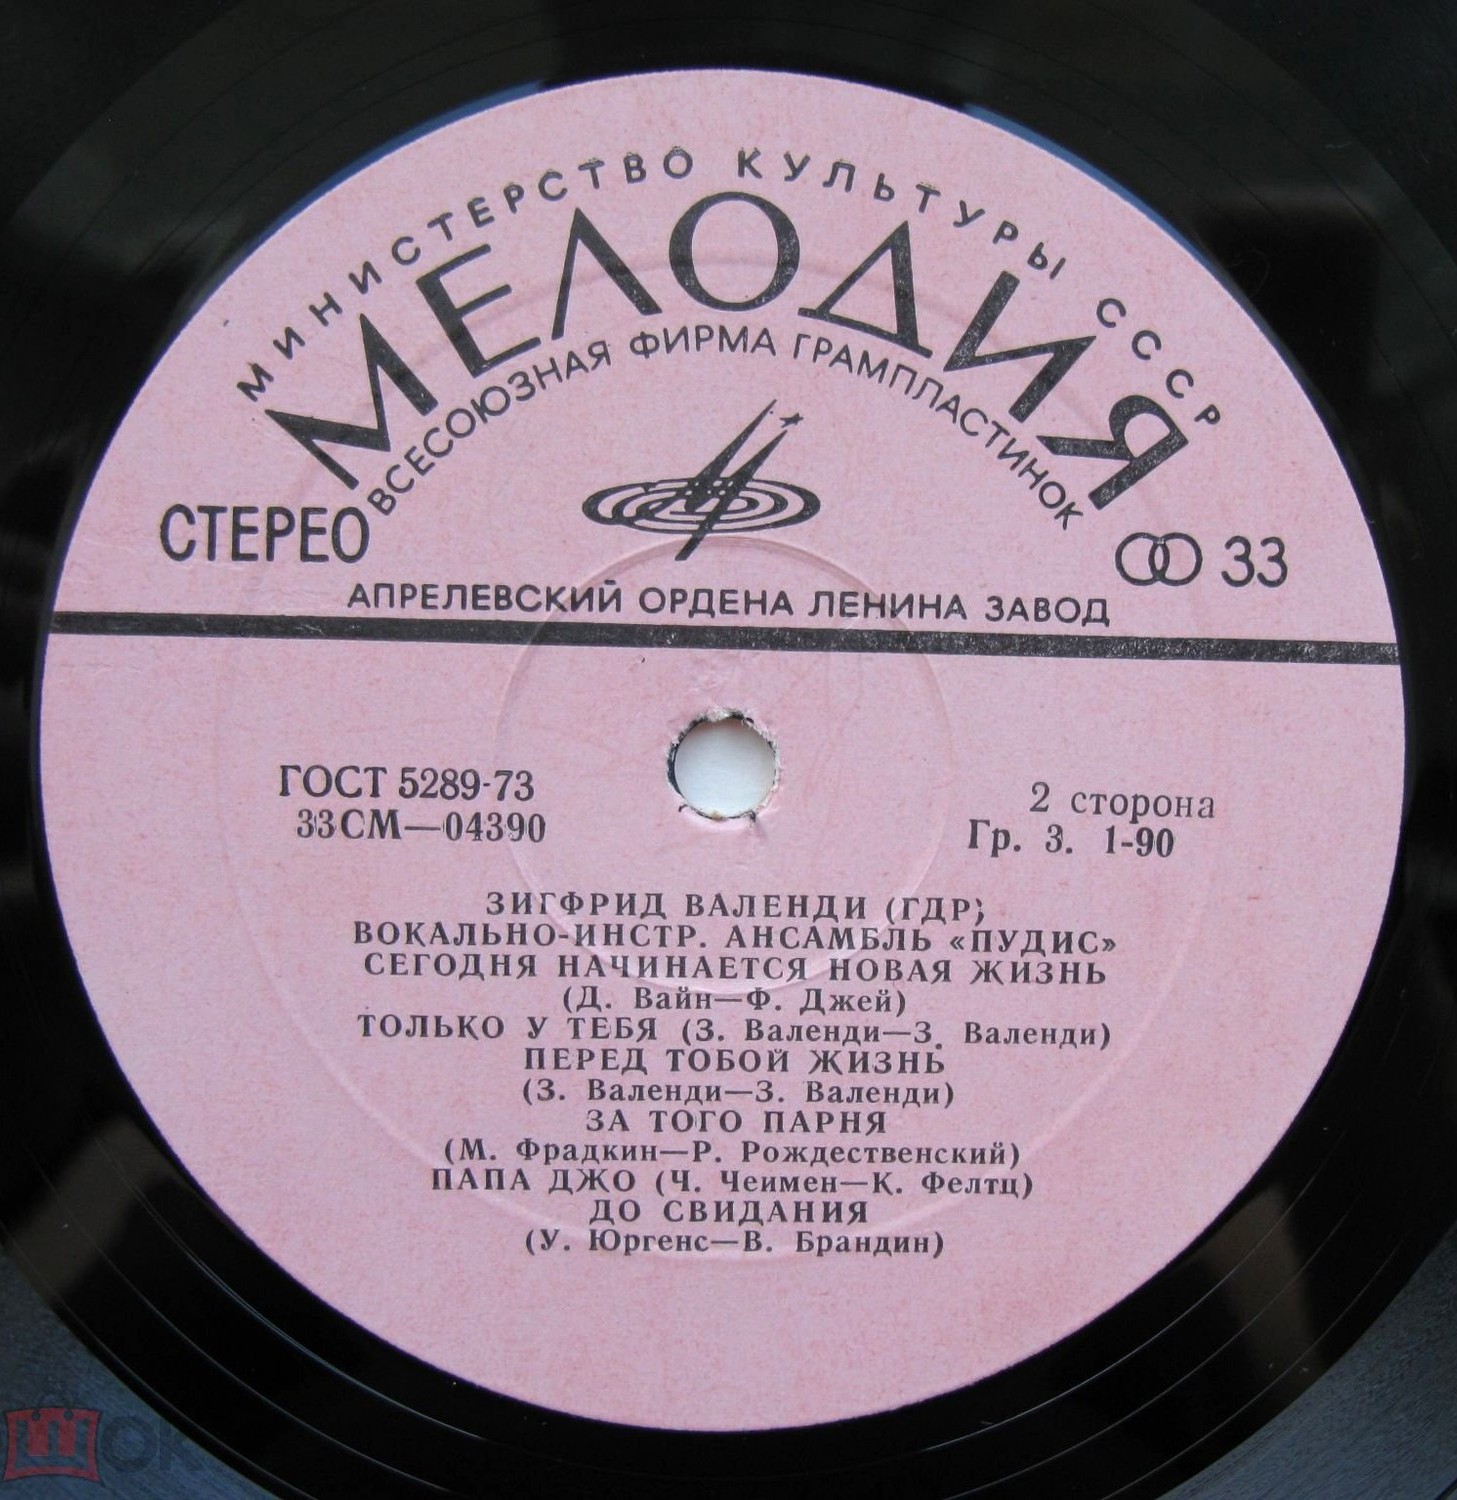 МИНИСТЕРСТВО КУЛЬТУРЫ СССР
МЕЛОДИЯ
ВСЕСОЮЗНАЯ ФИРМА ГРАМПЛАСТИНОК
СТЕРЕО
33
АПРЕЛЕВСКИЙ ОРДЕНА ЛЕНИНА ЗАВОД
ГОСТ 5289-73
33СМ—04390
2 сторона
Гр. 3. 1-90
ЗИГФРИД ВАЛЕНДИ (ГДР)
ВОКАЛЬНО-ИНСТР. АНСАМБЛЬ «ПУДИС»
СЕГОДНЯ НАЧИНАЕТСЯ НОВАЯ ЖИЗНЬ
(Д. Вайн—Ф. Джей)
ТОЛЬКО У ТЕБЯ (З. Валенди—З. Валенди)
ПЕРЕД ТОБОЙ ЖИЗНЬ
(З. Валенди—З. Валенди)
ЗА ТОГО ПАРНЯ
(М. Фрадкин—Р. Рождественский)
ПАПА ДЖО (Ч. Чеимен—К. Фелтц)
ДО СВИДАНИЯ
(У. Юргенс—В. Брандин)